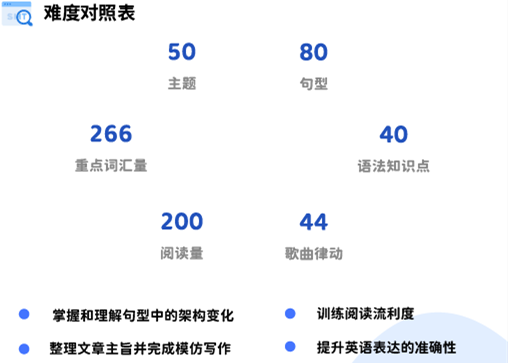 难度对照表
50 80
主题 句型
266 40
重点词汇量 语法知识点
200 44
阅读量 歌曲律动
掌握和理解句型中的架构变化 训练阅读流利度
整理文章主旨并完成模仿写作 提升英语表达的准确性